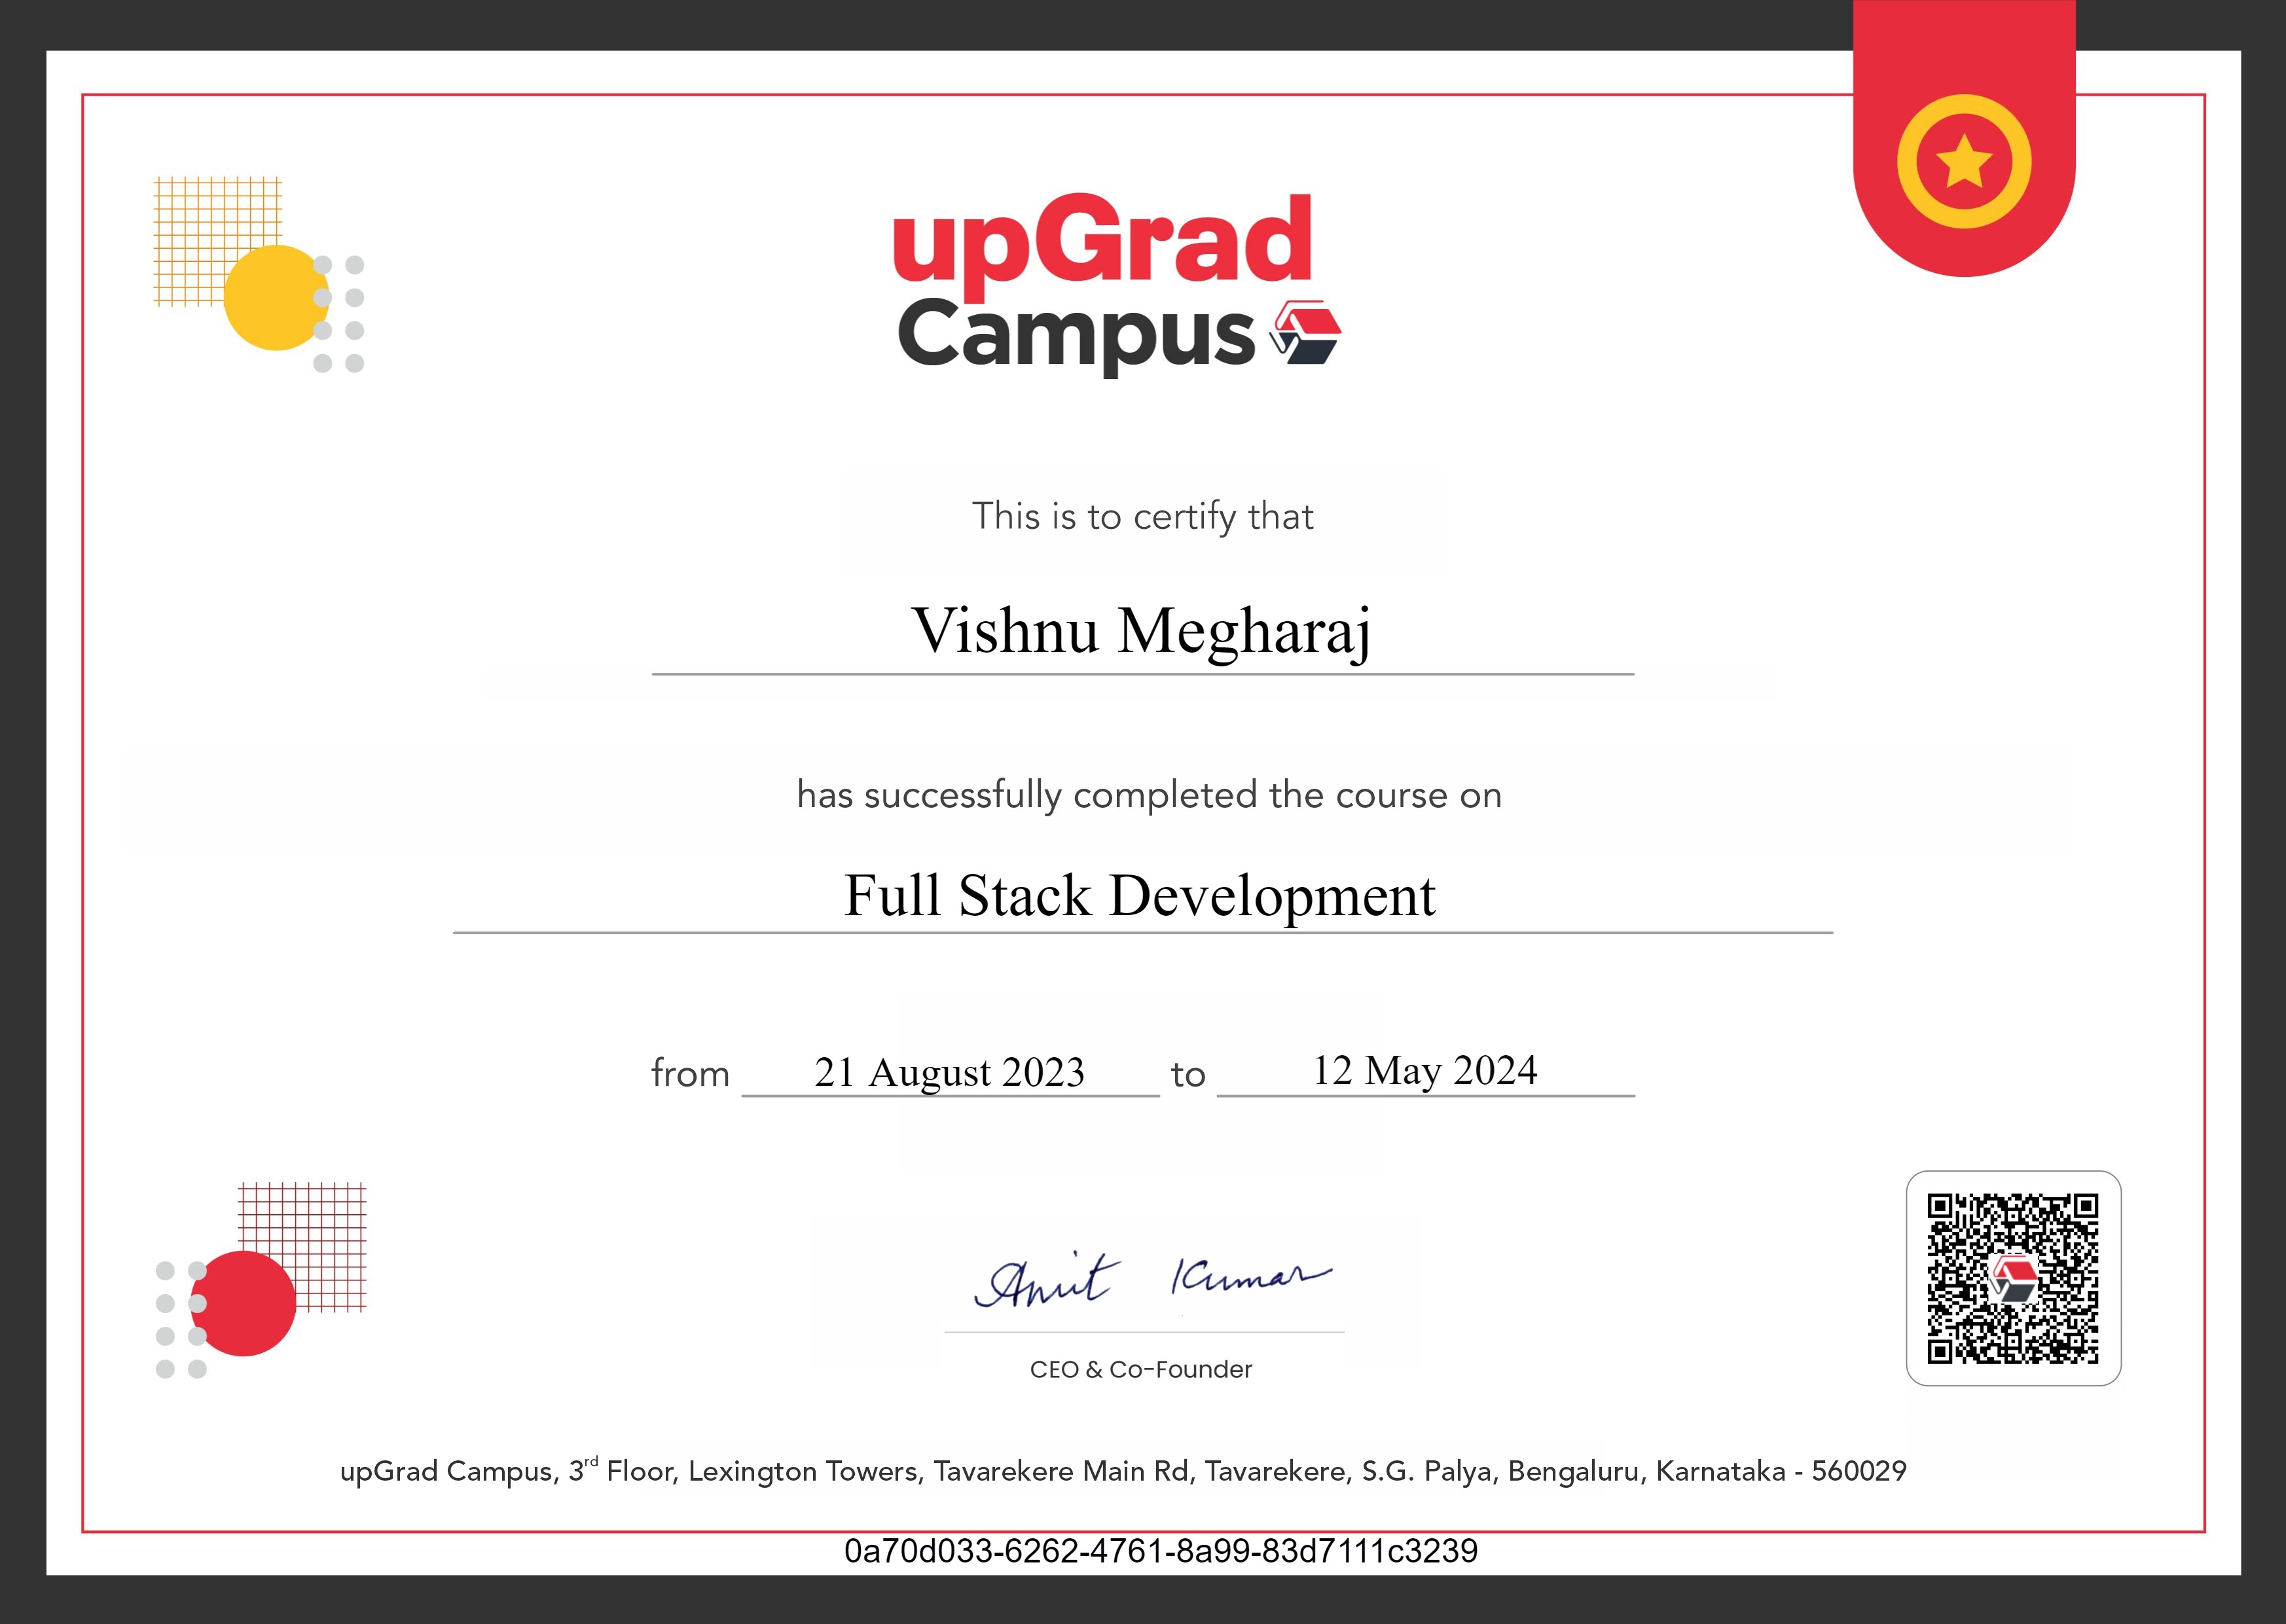 upGrad
Campus
This is to certify that
Vishnu Megharaj
has successfully completed the course on
Full Stack Development
from 21 August 2023 to 12 May 2024
Amit Kumar
CEO & Co-Founder
upGrad Campus, 3rd Floor, Lexington Towers, Tavarekere Main Rd, Tavarekere, S.G. Palya, Bengaluru, Karnataka - 560029
0a70d033-6262-4761-8a99-83d7111c3239